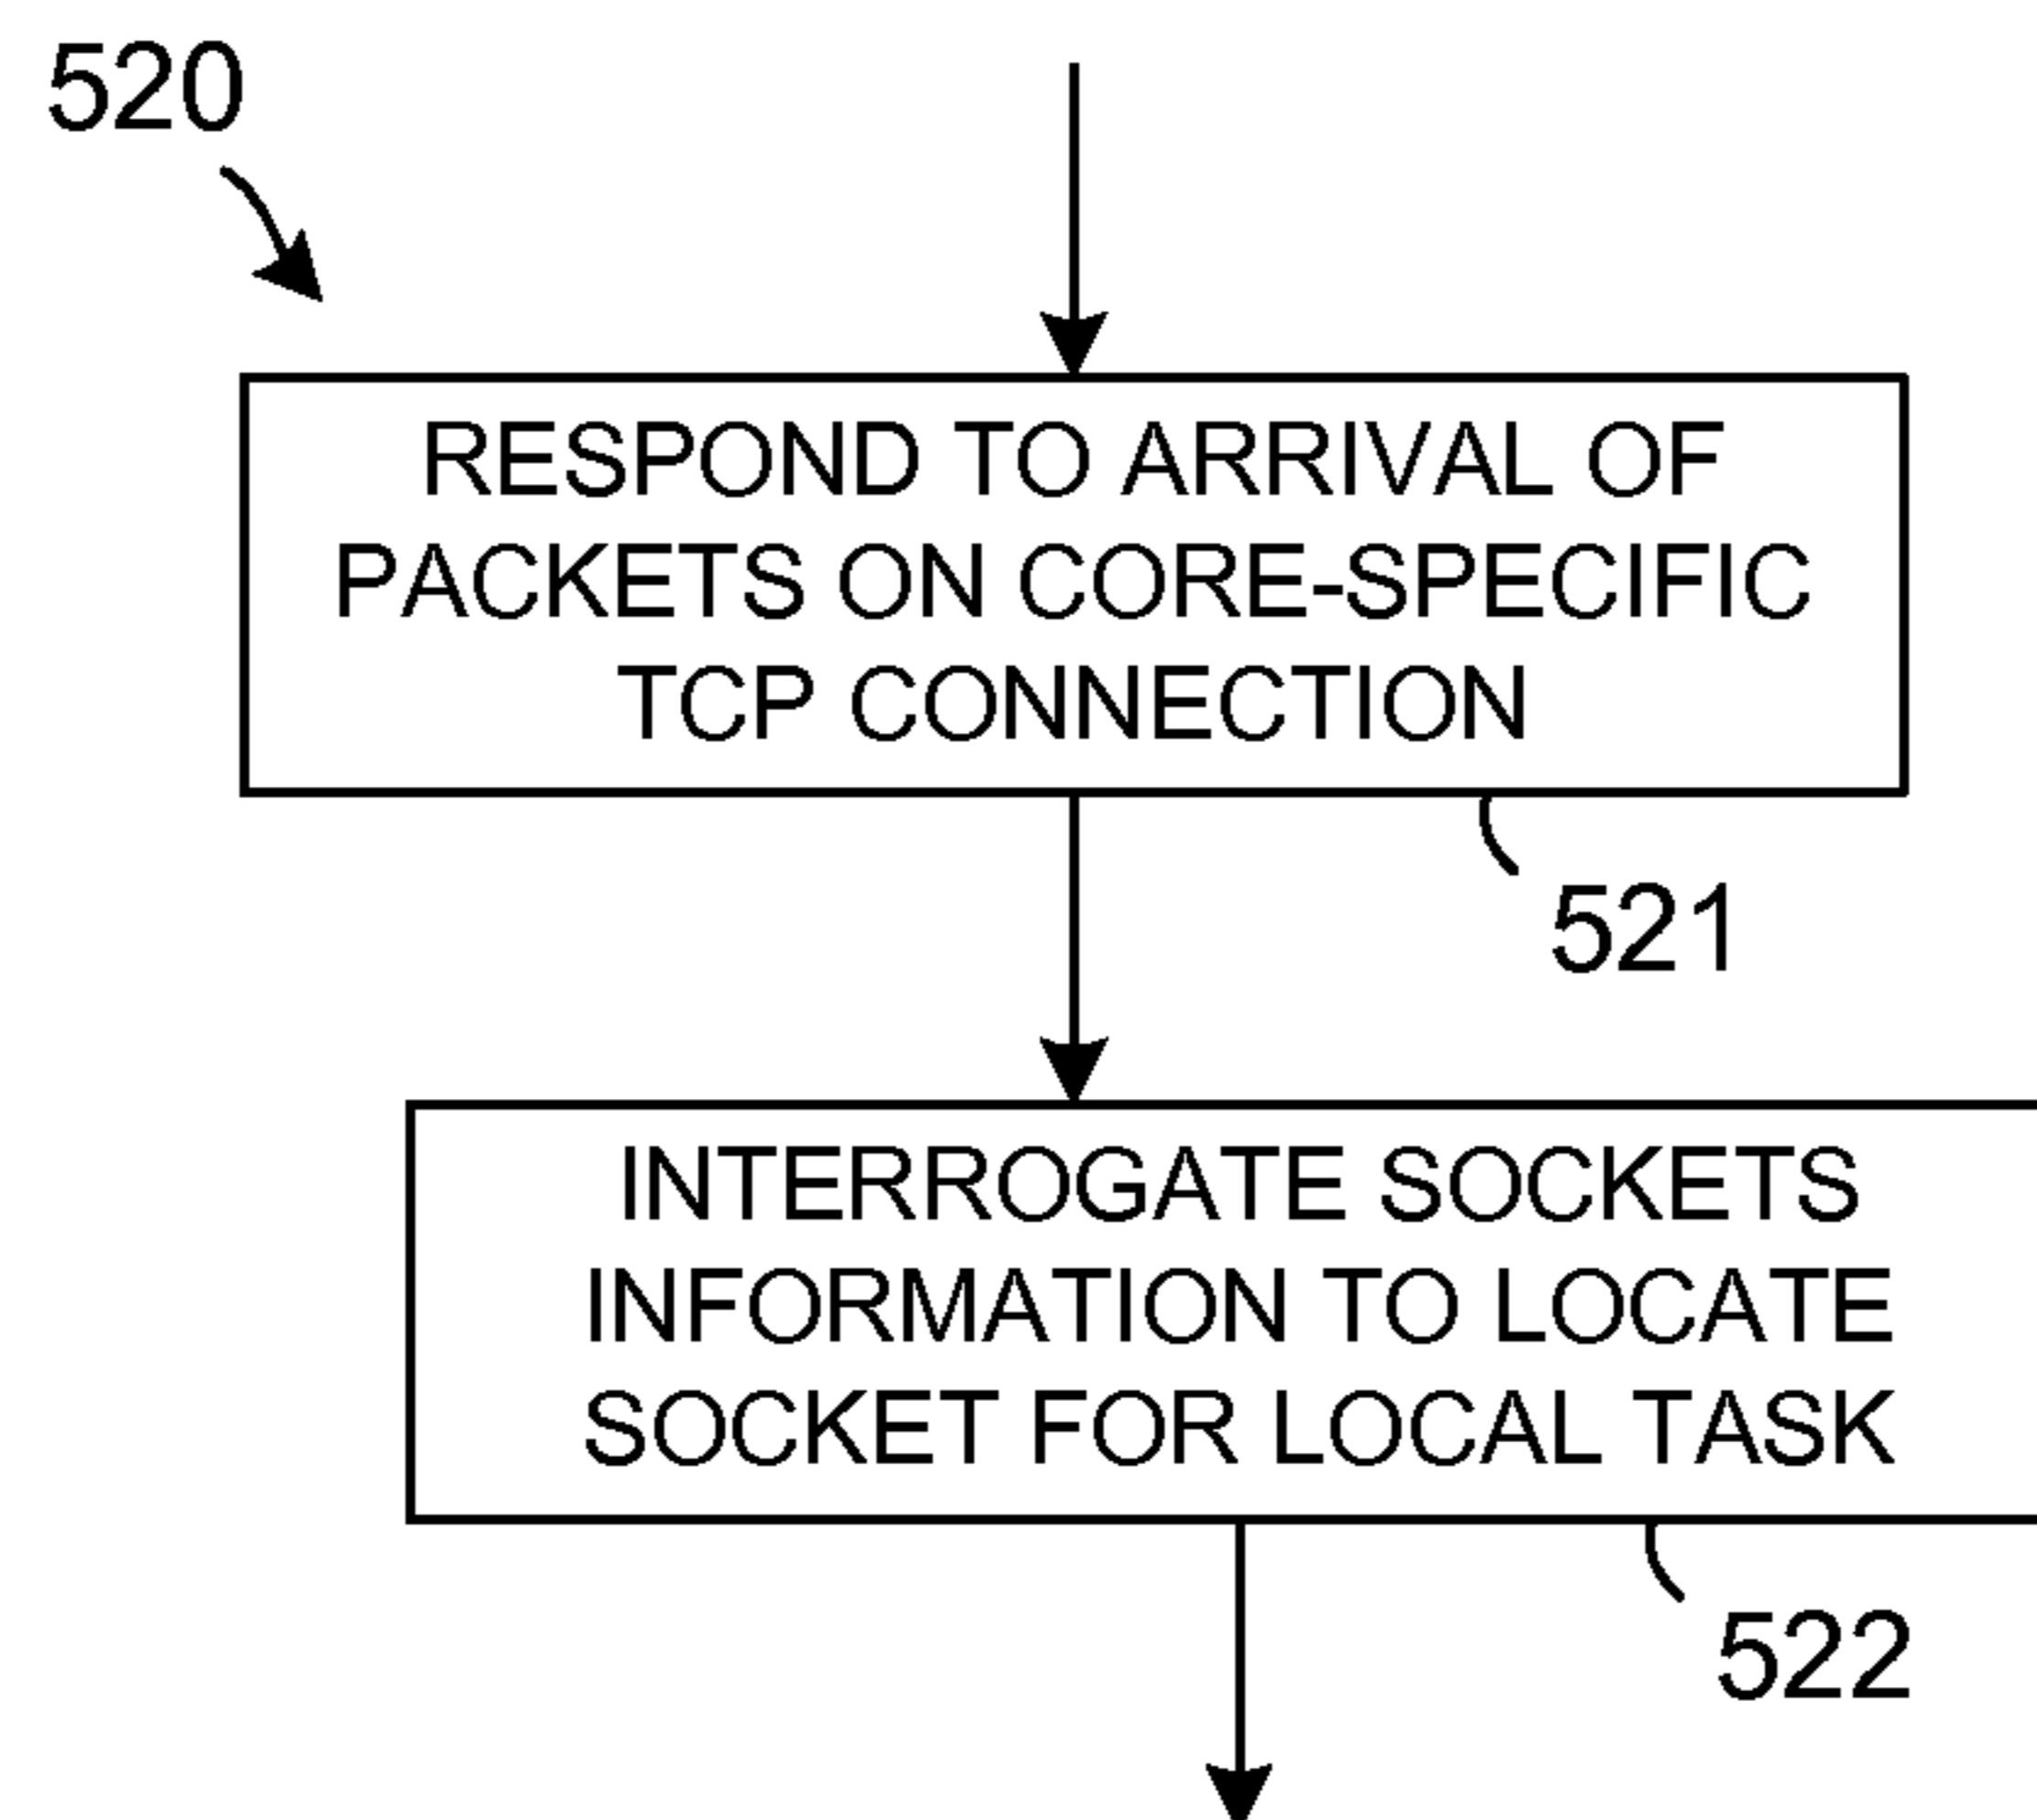 520
RESPOND TO ARRIVAL OF
PACKETS ON CORE-SPECIFIC
TCP CONNECTION
521
INTERROGATE SOCKETS
INFORMATION TO LOCATE
SOCKET FOR LOCAL TASK
522